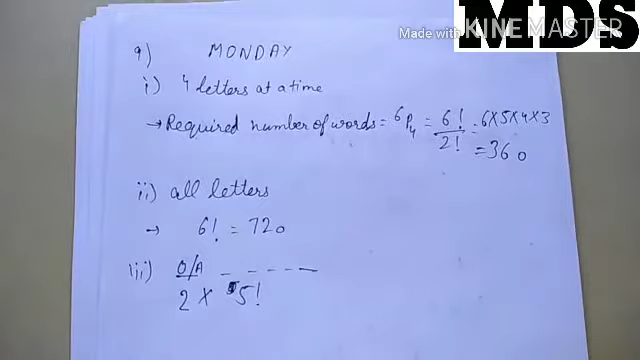 MDS
Made with KINEMASTER
9) MONDAY
i) 4 letters at a time
→ Required number of words = ⁶P₄ = 6!/2! = 6×5×4×3
= 360
ii) all letters
→ 6! = 720
iii) O/A _ _ _ _ _
2 × 5!